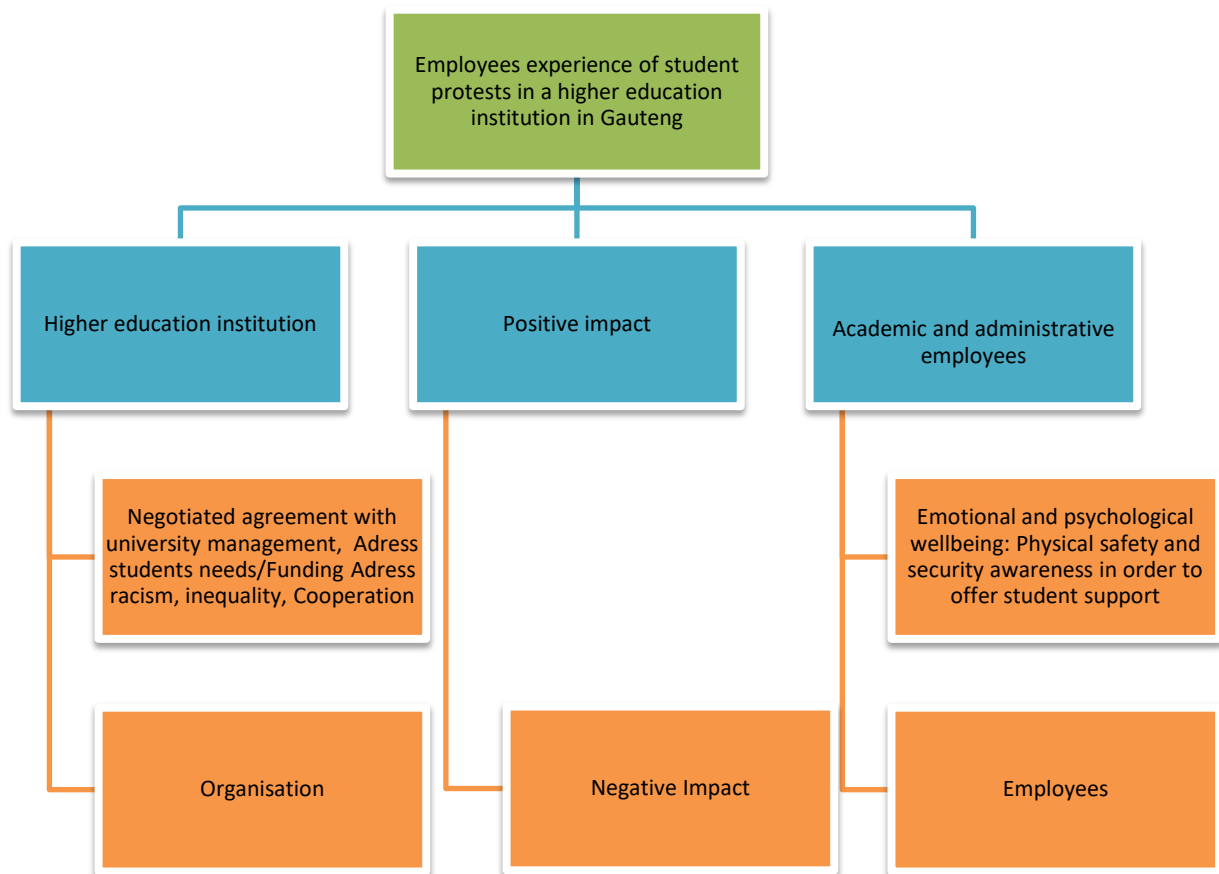 Employees experience of student
protests in a higher education
institution in Gauteng
Higher education institution
Positive impact
Academic and administrative
employees
Negotiated agreement with
university management, Adress
students needs/Funding Adress
racism, inequality, Cooperation
Emotional and psychological
wellbeing: Physical safety and
security awareness in order to
offer student support
Organisation
Negative Impact
Employees